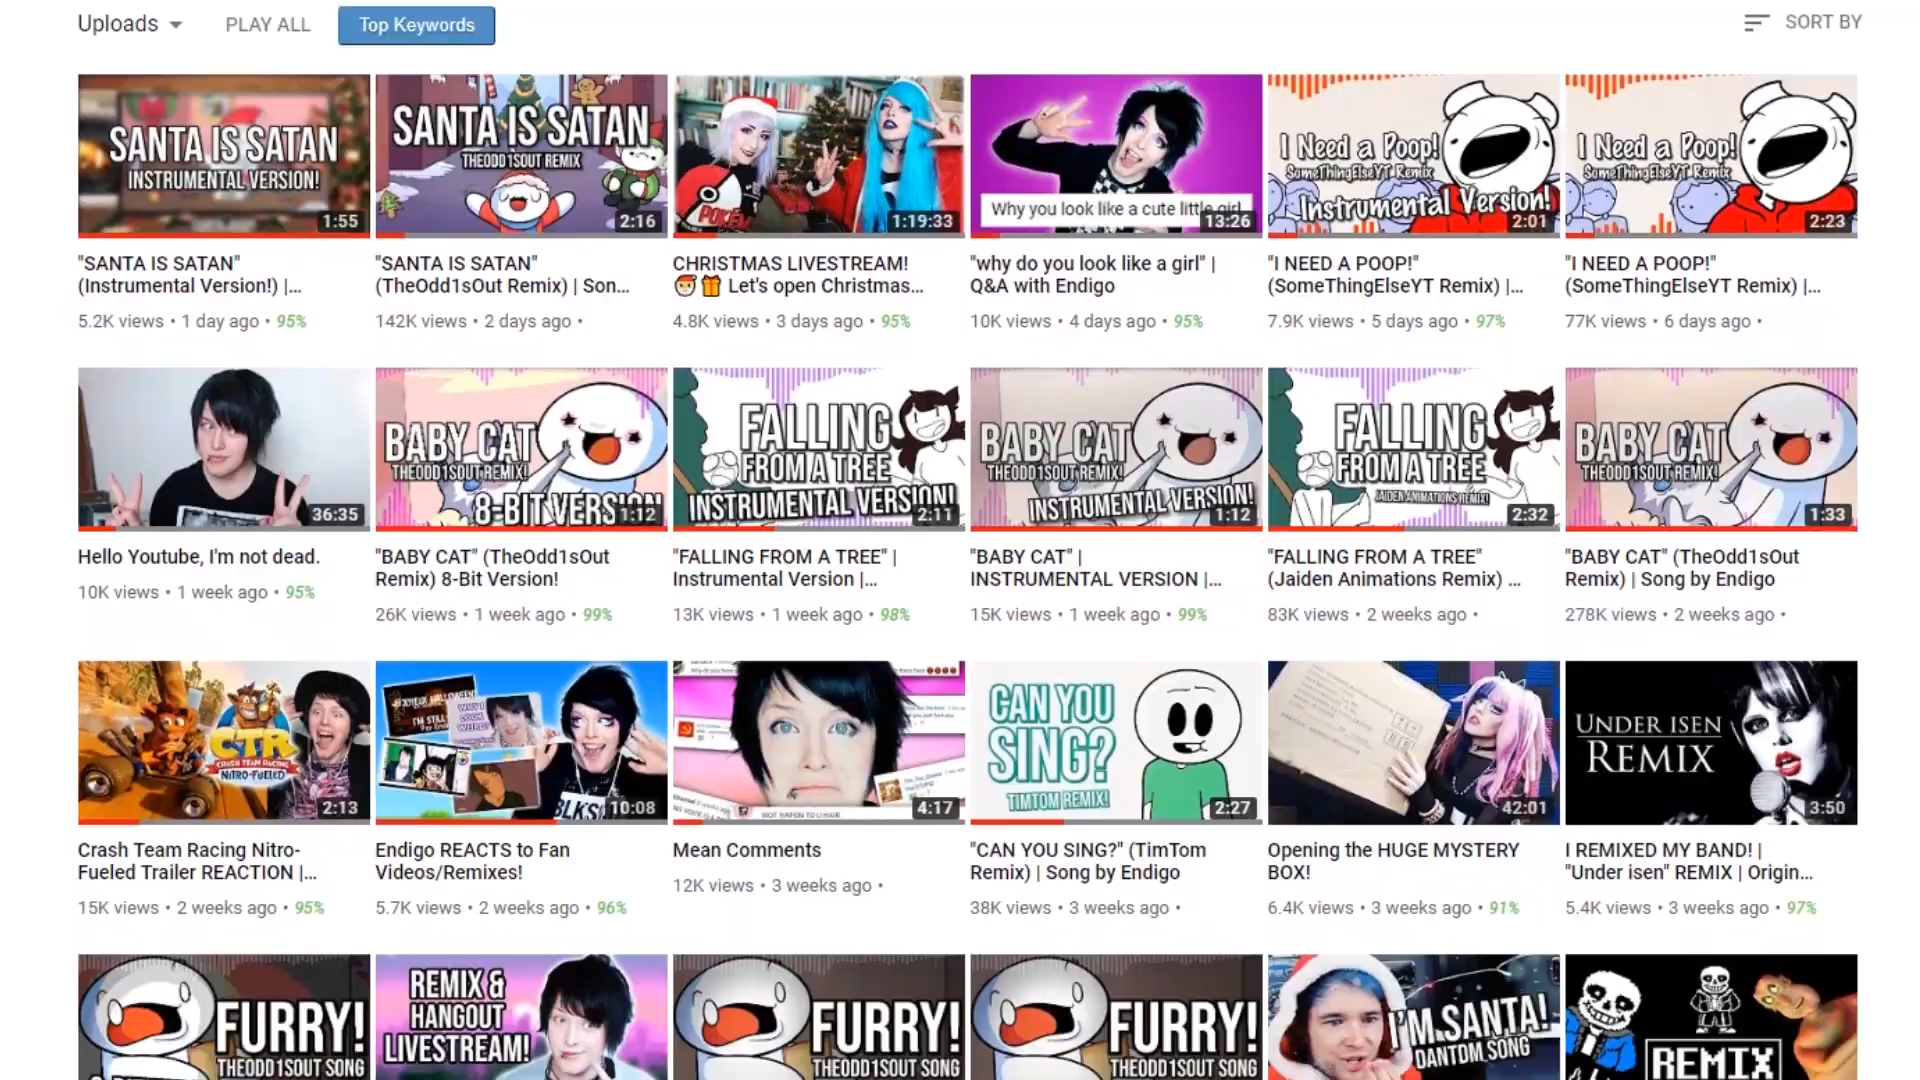 Uploads
PLAY ALL
Top Keywords
SORT BY
SANTA IS SATAN
INSTRUMENTAL VERSION!
1:55
SANTA IS SATAN
THEODD1SOUT REMIX
2:16
POKÉM
1:19:33
Why you look like a cute little girl
13:26
I Need a Poop!
SomeThingElseYT Remix
Instrumental Version!
2:01
I Need a Poop!
SomeThingElseYT Remix
2:23
"SANTA IS SATAN"
(Instrumental Version!) |...
5.2K views • 1 day ago • 95%
"SANTA IS SATAN"
(TheOdd1sOut Remix) | Son...
142K views • 2 days ago •
CHRISTMAS LIVESTREAM!
🎅🎁 Let's open Christmas...
4.8K views • 3 days ago • 95%
"why do you look like a girl" |
Q&A with Endigo
10K views • 4 days ago • 95%
"I NEED A POOP!"
(SomeThingElseYT Remix) |...
7.9K views • 5 days ago • 97%
"I NEED A POOP!"
(SomeThingElseYT Remix) |...
77K views • 6 days ago •
36:35
BABY CAT
THEODD1SOUT REMIX!
8-BIT VERSION
1:12
FALLING
FROM A TREE
INSTRUMENTAL VERSION!
2:11
BABY CAT
THEODD1SOUT REMIX!
INSTRUMENTAL VERSION!
1:12
FALLING
FROM A TREE
JAIDEN ANIMATIONS REMIX!
2:32
BABY CAT
THEODD1SOUT REMIX!
1:33
Hello Youtube, I'm not dead.
10K views • 1 week ago • 95%
"BABY CAT" (TheOdd1sOut
Remix) 8-Bit Version!
26K views • 1 week ago • 99%
"FALLING FROM A TREE" |
Instrumental Version |...
13K views • 1 week ago • 98%
"BABY CAT" |
INSTRUMENTAL VERSION |...
15K views • 1 week ago • 99%
"FALLING FROM A TREE"
(Jaiden Animations Remix) ...
83K views • 2 weeks ago •
"BABY CAT" (TheOdd1sOut
Remix) | Song by Endigo
278K views • 2 weeks ago •
CTR
CRASH TEAM RACING
NITRO-FUELED
2:13
I'M STILL
BLKS
10:08
4:17
CAN YOU
SING?
TIMTOM REMIX!
2:27
42:01
UNDER ISEN
REMIX
3:50
Crash Team Racing Nitro-
Fueled Trailer REACTION |...
15K views • 2 weeks ago • 95%
Endigo REACTS to Fan
Videos/Remixes!
5.7K views • 2 weeks ago • 96%
Mean Comments
12K views • 3 weeks ago •
"CAN YOU SING?" (TimTom
Remix) | Song by Endigo
38K views • 3 weeks ago •
Opening the HUGE MYSTERY
BOX!
6.4K views • 3 weeks ago • 91%
I REMIXED MY BAND! |
"Under isen" REMIX | Origin...
5.4K views • 3 weeks ago • 97%
FURRY!
THEODD1SOUT SONG
REMIX &
HANGOUT
LIVESTREAM!
FURRY!
THEODD1SOUT SONG
FURRY!
THEODD1SOUT SONG
I'M SANTA!
DANTDM SONG
REMIX